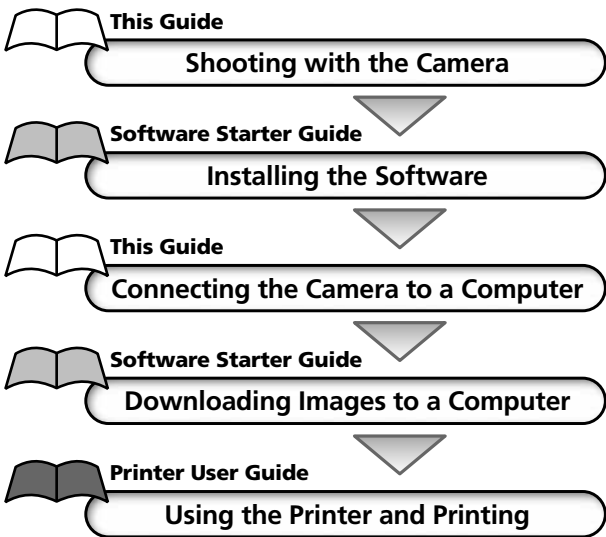 This Guide
Shooting with the Camera
Software Starter Guide
Installing the Software
This Guide
Connecting the Camera to a Computer
Software Starter Guide
Downloading Images to a Computer
Printer User Guide
Using the Printer and Printing